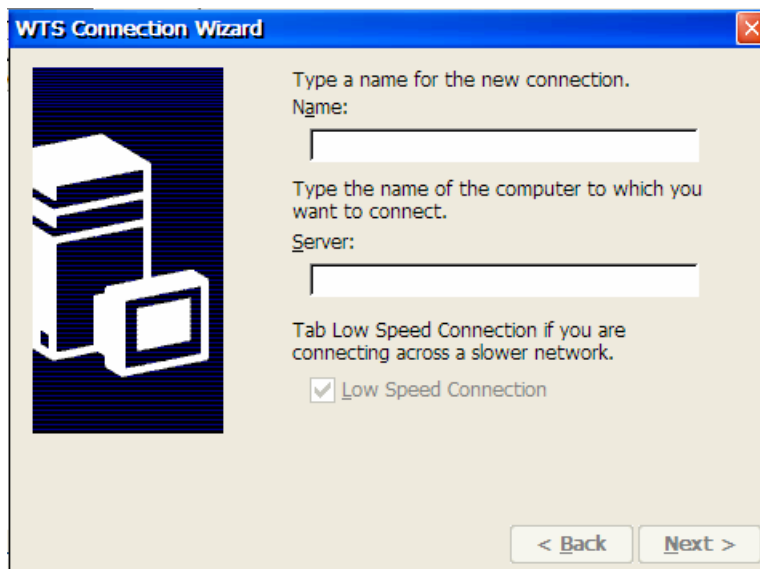 WTS Connection Wizard
Type a name for the new connection.
Name:
Type the name of the computer to which you
want to connect.
Server:
Tab Low Speed Connection if you are
connecting across a slower network.
Low Speed Connection
< Back Next >